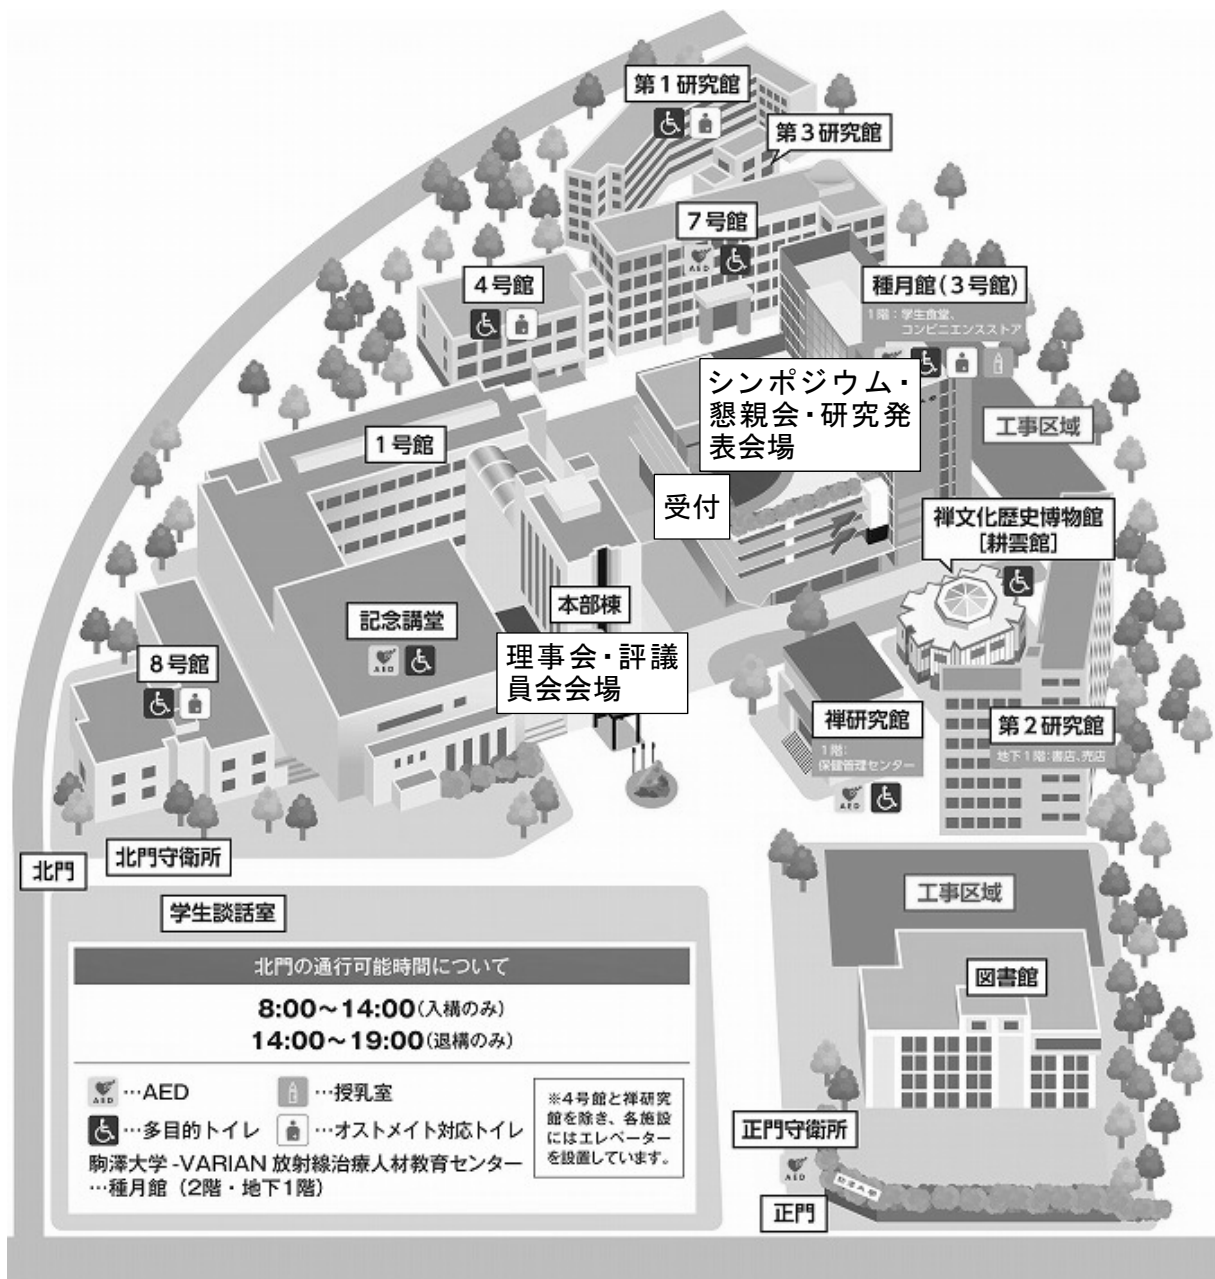 第1研究館
第3研究館
7号館
AED
4号館
種月館(3号館)
1階:学生食堂、
コンビニエンスストア
シンポジウム・
懇親会・研究発
表会場
工事区域
1号館
受付
禅文化歴史博物館
[耕雲館]
本部棟
記念講堂
AED
理事会・評議
員会会場
8号館
禅研究館
1階:
保健管理センター
AED
第2研究館
地下1階:書店、売店
北門守衛所
北門
工事区域
学生談話室
図書館
北門の通行可能時間について
8:00~14:00(入構のみ)
14:00~19:00(退構のみ)
AED
…AED
…授乳室
…多目的トイレ
…オストメイト対応トイレ
※4号館と禅研究
館を除き、各施設
にはエレベーター
を設置しています。
駒澤大学-VARIAN 放射線治療人材教育センター
…種月館(2階・地下1階)
正門守衛所
AED
駒澤大學
正門